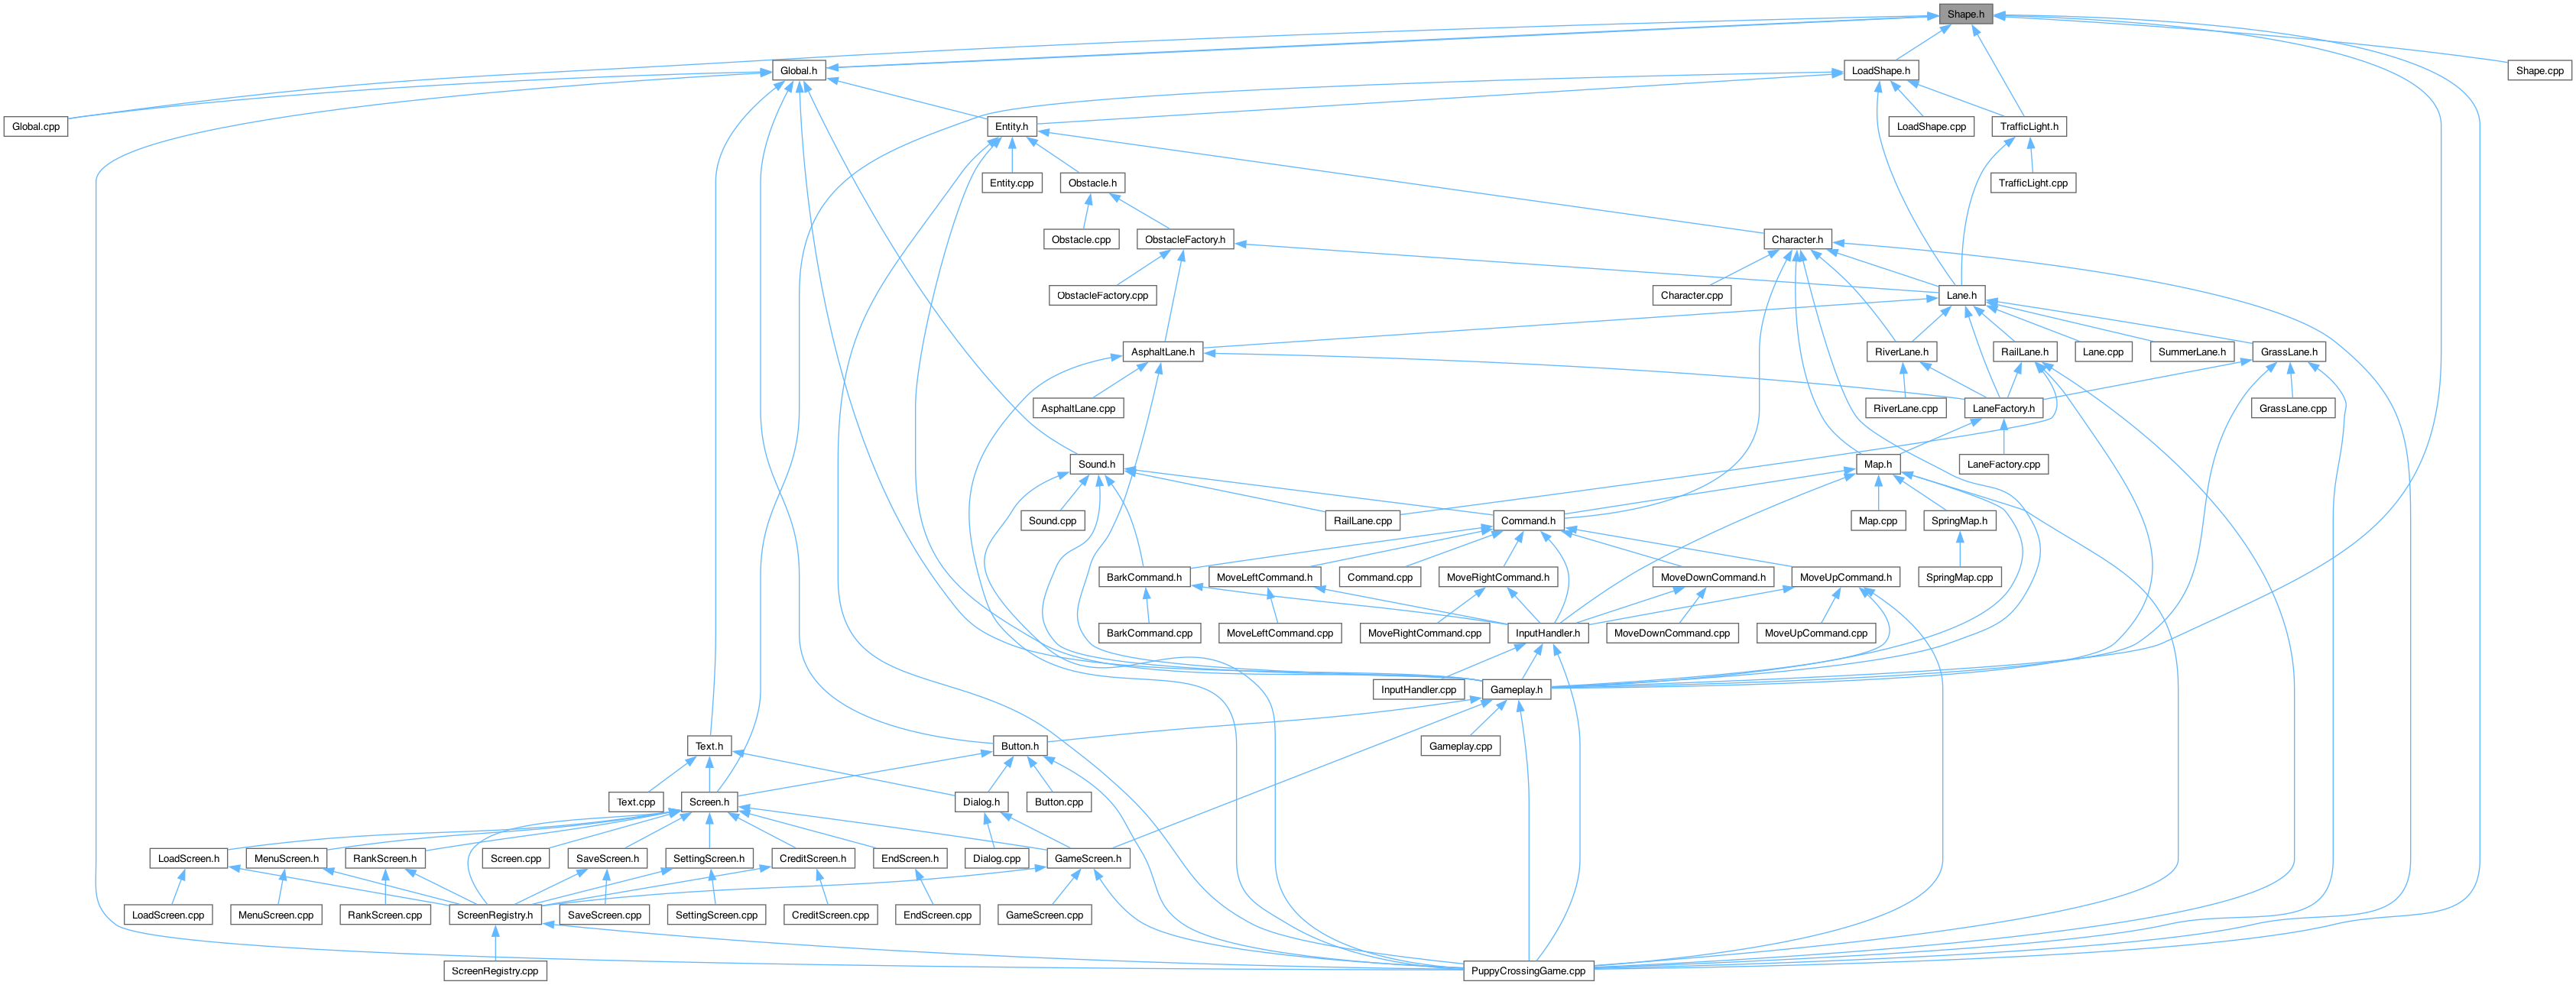 Shape.h
Global.h
LoadShape.h
Shape.cpp
Global.cpp
Entity.h
LoadShape.cpp
TrafficLight.h
Entity.cpp
Obstacle.h
TrafficLight.cpp
Obstacle.cpp
ObstacleFactory.h
Character.h
ObstacleFactory.cpp
Character.cpp
Lane.h
AsphaltLane.h
RiverLane.h
RailLane.h
Lane.cpp
SummerLane.h
GrassLane.h
AsphaltLane.cpp
RiverLane.cpp
LaneFactory.h
GrassLane.cpp
Sound.h
Map.h
LaneFactory.cpp
Sound.cpp
RailLane.cpp
Command.h
Map.cpp
SpringMap.h
BarkCommand.h
MoveLeftCommand.h
Command.cpp
MoveRightCommand.h
MoveDownCommand.h
MoveUpCommand.h
SpringMap.cpp
BarkCommand.cpp
MoveLeftCommand.cpp
MoveRightCommand.cpp
InputHandler.h
MoveDownCommand.cpp
MoveUpCommand.cpp
InputHandler.cpp
Gameplay.h
Text.h
Button.h
Gameplay.cpp
Text.cpp
Screen.h
Dialog.h
Button.cpp
LoadScreen.h
MenuScreen.h
RankScreen.h
Screen.cpp
SaveScreen.h
SettingScreen.h
CreditScreen.h
EndScreen.h
Dialog.cpp
GameScreen.h
LoadScreen.cpp
MenuScreen.cpp
RankScreen.cpp
ScreenRegistry.h
SaveScreen.cpp
SettingScreen.cpp
CreditScreen.cpp
EndScreen.cpp
GameScreen.cpp
ScreenRegistry.cpp
PuppyCrossingGame.cpp